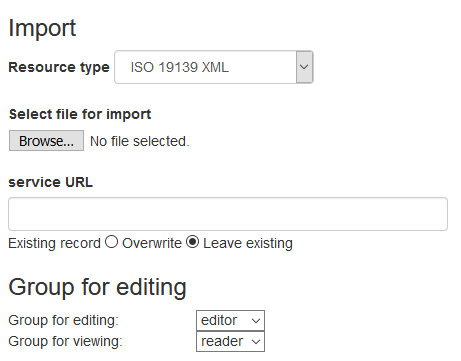 Import
Resource type ISO 19139 XML
Select file for import
Browse... No file selected.
service URL
Existing record Overwrite Leave existing
Group for editing
Group for editing: editor
Group for viewing: reader